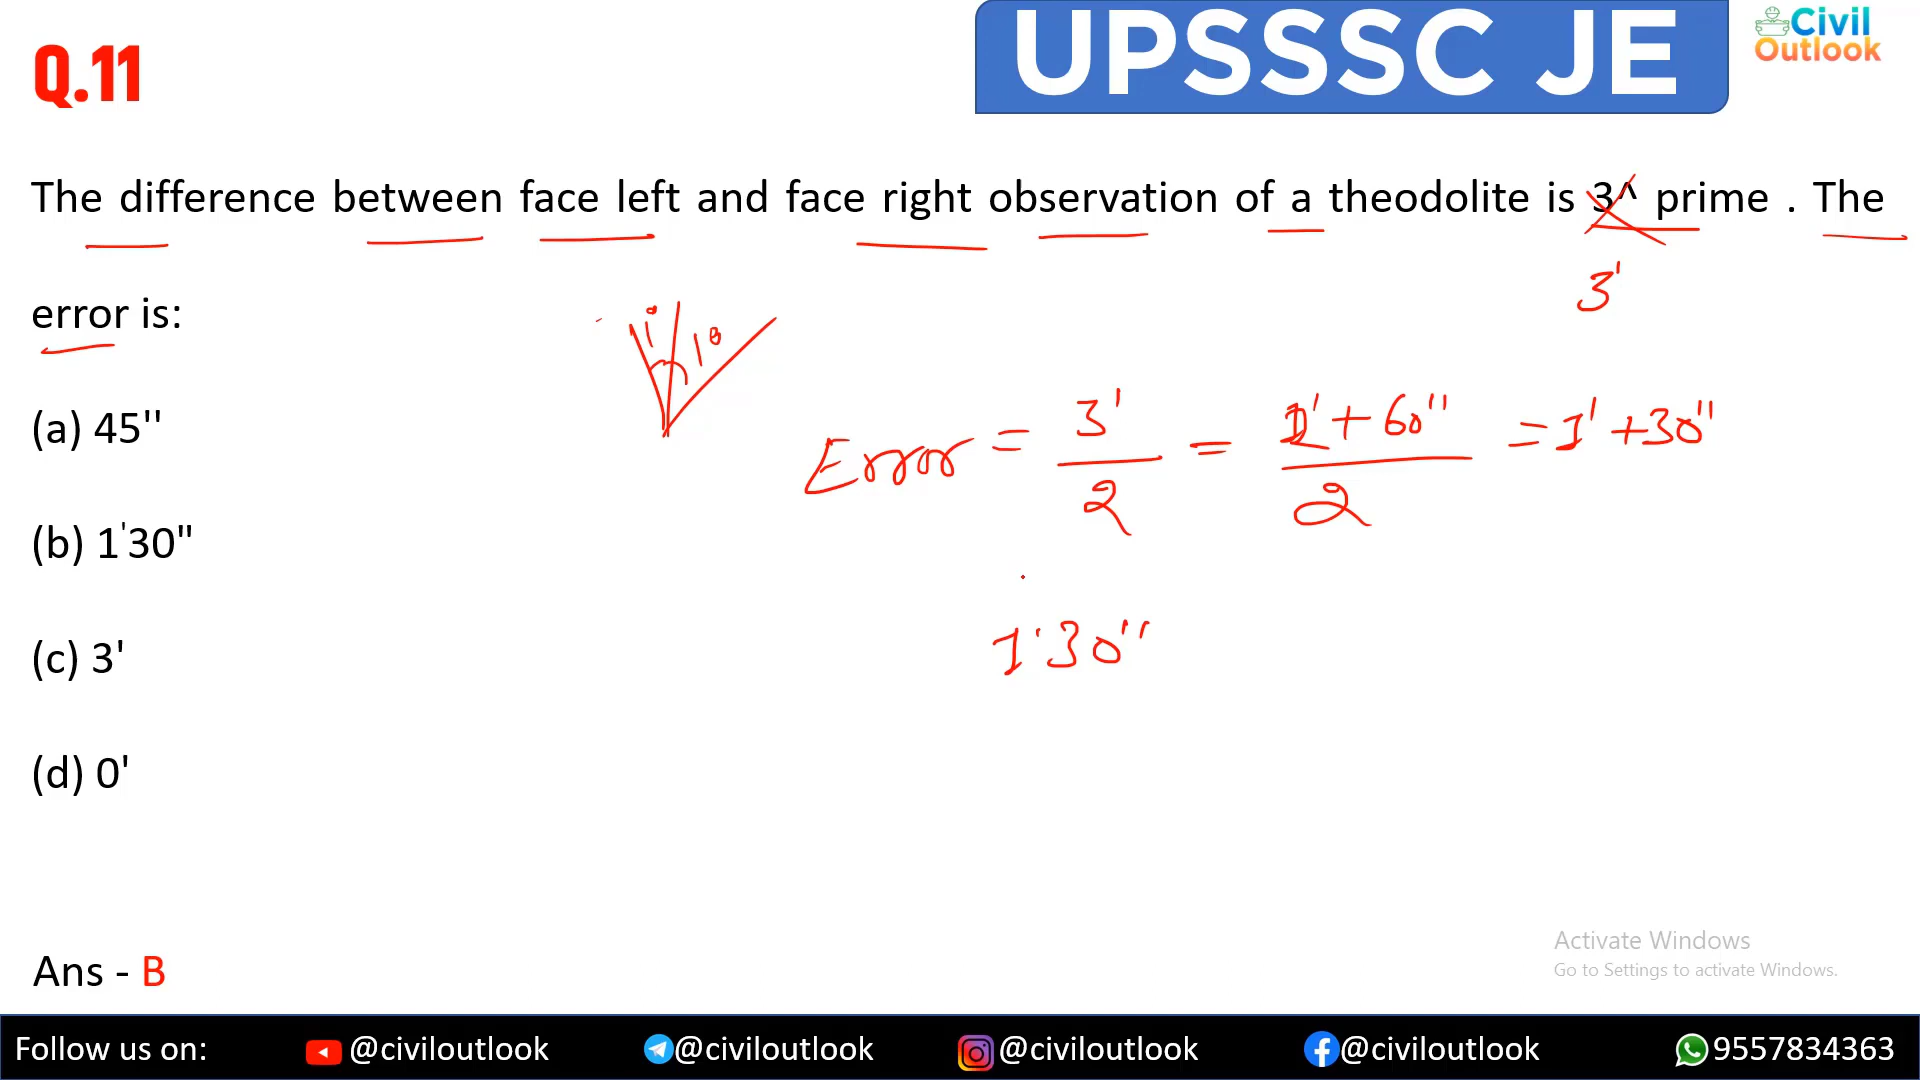 Q.11
UPSSSC JE
Civil
Outlook
The difference between face left and face right observation of a theodolite is 3^ prime . The
3'
error is:
1° 1°
Error = 3'/2 = (2' + 60'')/2 = 1' + 30''
(a) 45''
(b) 1'30"
1'30''
(c) 3'
(d) 0'
Activate Windows
Go to Settings to activate Windows.
Ans - B
Follow us on: @civiloutlook @civiloutlook @civiloutlook @civiloutlook 9557834363